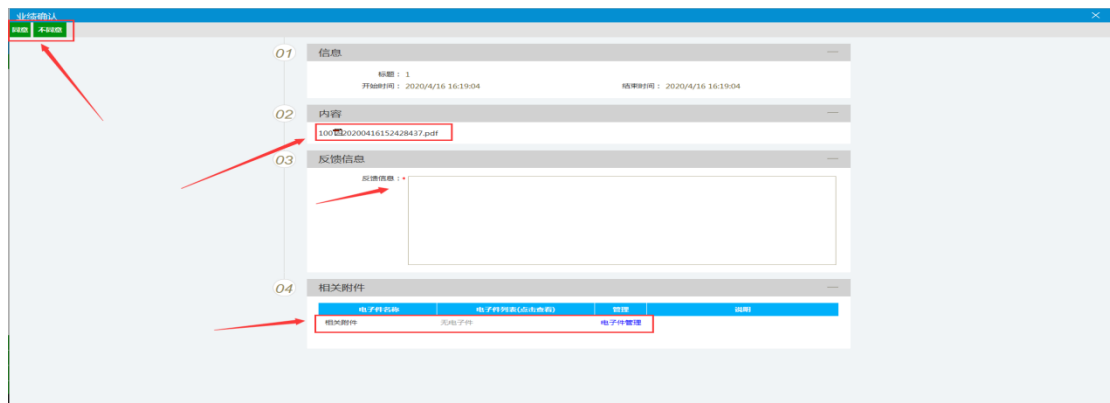 业绩确认
同意 不同意
01 信息
标题： 1
开始时间： 2020/4/16 16:19:04 结束时间： 2020/4/16 16:19:04
02 内容
20200416152428437.pdf
03 反馈信息
反馈信息：*
04 相关附件
电子件名称 电子件列表(点击查看) 管理 说明
相关附件 无电子件 电子件管理